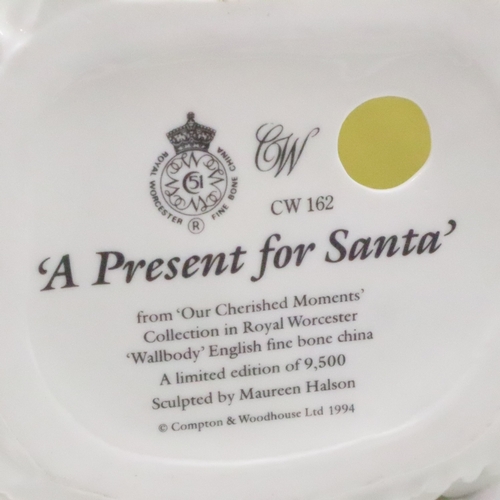 ROYAL WORCESTER FINE BONE CHINA
51
®
CW
CW 162
'A Present for Santa'
from 'Our Cherished Moments'
Collection in Royal Worcester
'Wallbody' English fine bone china
A limited edition of 9,500
Sculpted by Maureen Halson
© Compton & Woodhouse Ltd 1994